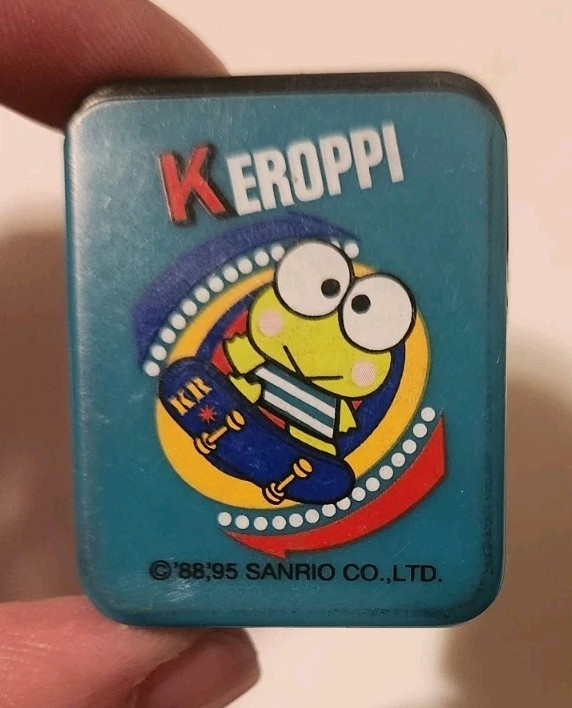 KEROPPI
KR
©'88,'95 SANRIO CO.,LTD.